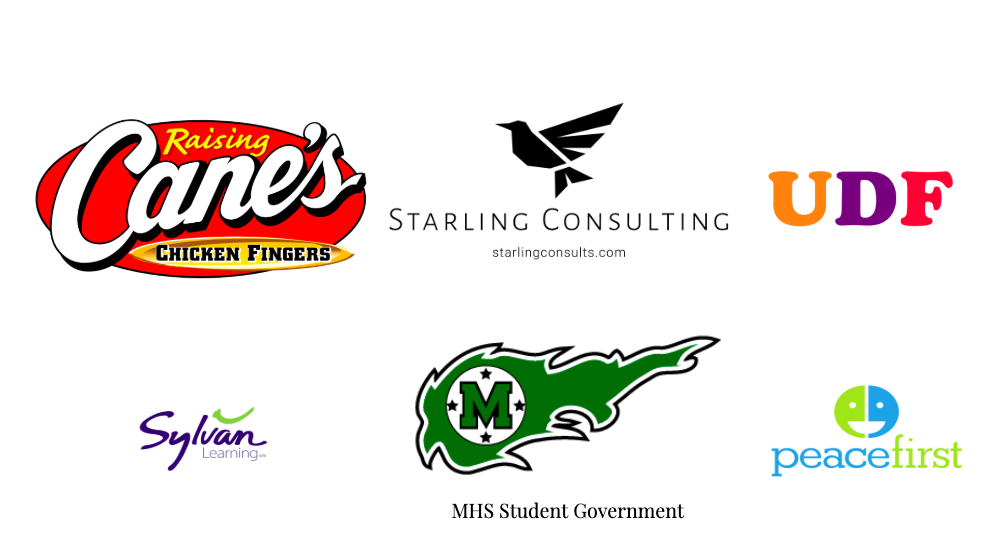 Raising
Cane's
CHICKEN FINGERS
STARLING CONSULTING
starlingconsults.com
UDF
Sylvan
Learning
M
peacefirst
MHS Student Government